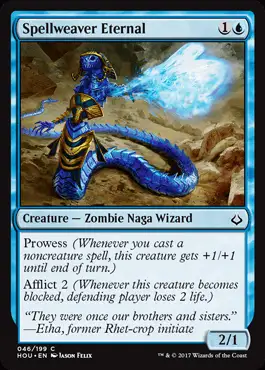 Spellweaver Eternal 1
Creature — Zombie Naga Wizard
Prowess (Whenever you cast a
noncreature spell, this creature gets +1/+1
until end of turn.)
Afflict 2 (Whenever this creature
becomes blocked, defending player loses 2 life.)
"They were once our brothers and sisters."
—Etha, former Rhet-crop initiate
2/1
046/199 C
HOU • EN Jason Felix
™ & © 2017 Wizards of the Coast